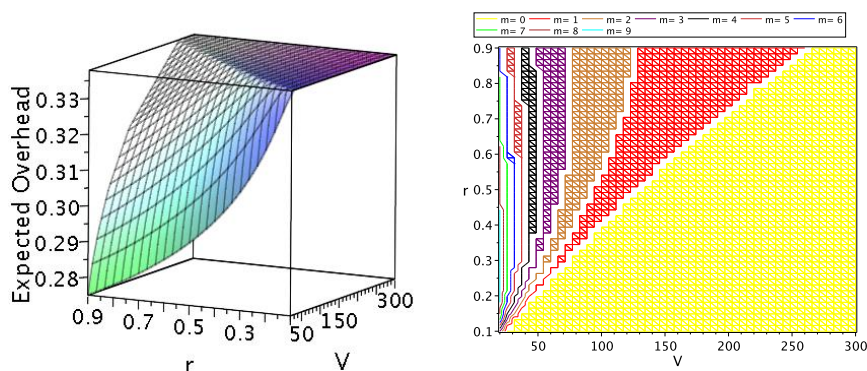 Expected Overhead
0.33
0.32
0.31
0.30
0.29
0.28
0.9
0.7
0.5
0.3
50
150
300
r
V
m= 0 m= 1 m= 2 m= 3 m= 4 m= 5 m= 6
m= 7 m= 8 m= 9
r
0.9
0.8
0.7
0.6
0.5
0.4
0.3
0.2
0.1
50 100 150 200 250 300
V